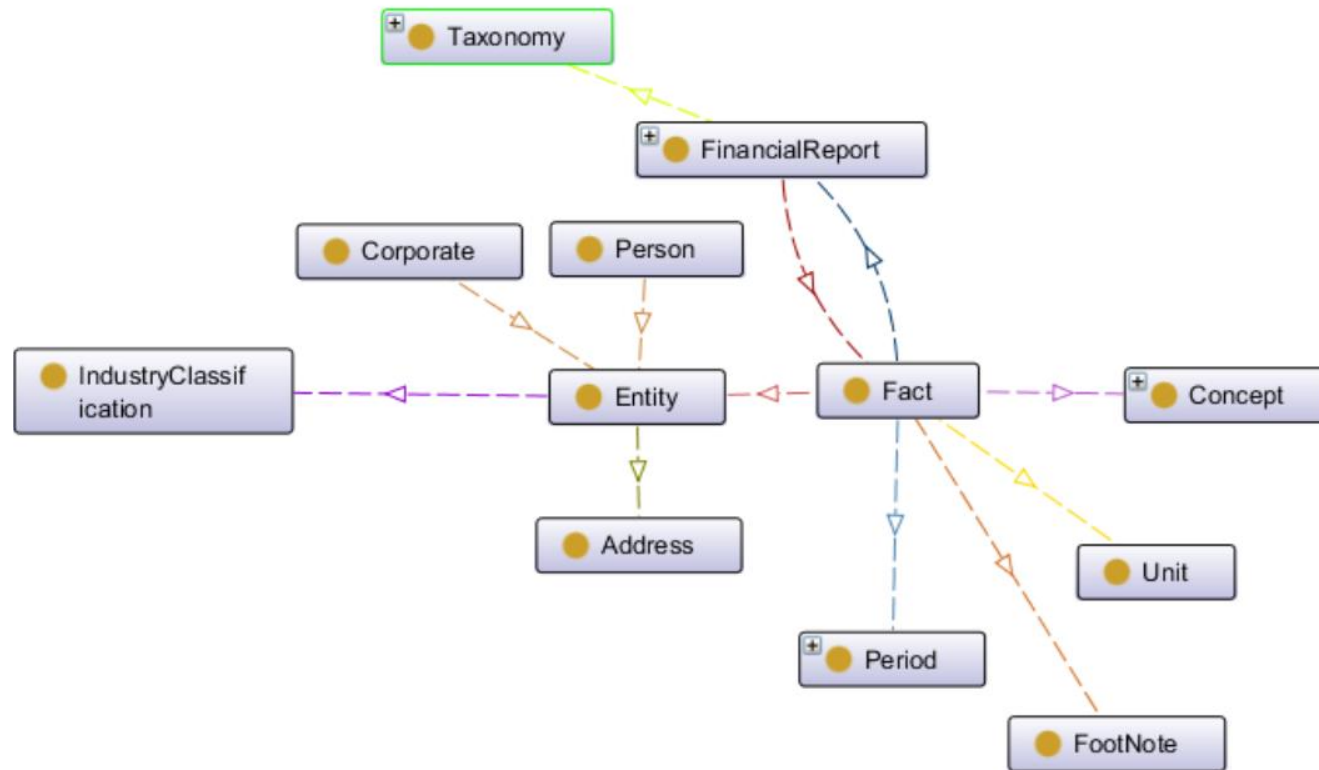 Taxonomy
FinancialReport
Corporate
Person
IndustryClassif
ication
Entity
Fact
Concept
Address
Unit
Period
FootNote